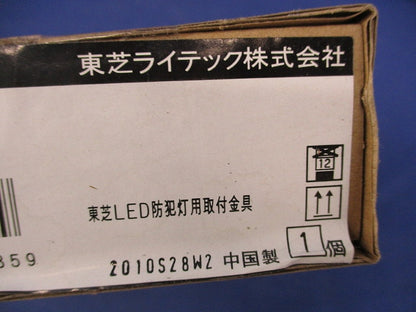 東芝ライテック株式会社
12
東芝LED防犯灯用取付金具
859
2010S28W2 中国製 1個